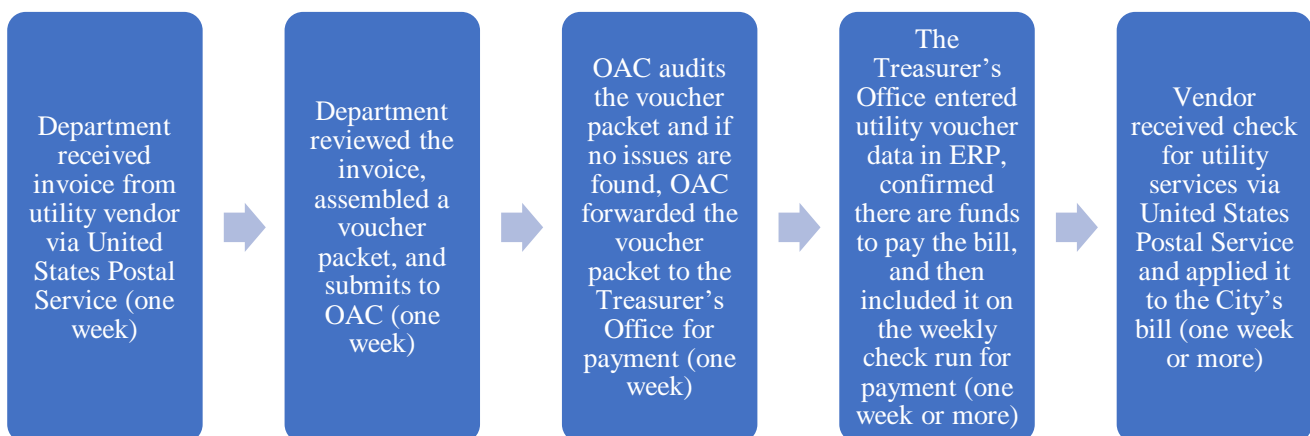 Department
received
invoice from
utility vendor
via United
States Postal
Service (one
week)
Department
reviewed the
invoice,
assembled a
voucher
packet, and
submits to
OAC (one
week)
OAC audits
the voucher
packet and if
no issues are
found, OAC
forwarded the
voucher
packet to the
Treasurer’s
Office for
payment (one
week)
The
Treasurer’s
Office entered
utility voucher
data in ERP,
confirmed
there are funds
to pay the bill,
and then
included it on
the weekly
check run for
payment (one
week or more)
Vendor
received check
for utility
services via
United States
Postal Service
and applied it
to the City’s
bill (one week
or more)